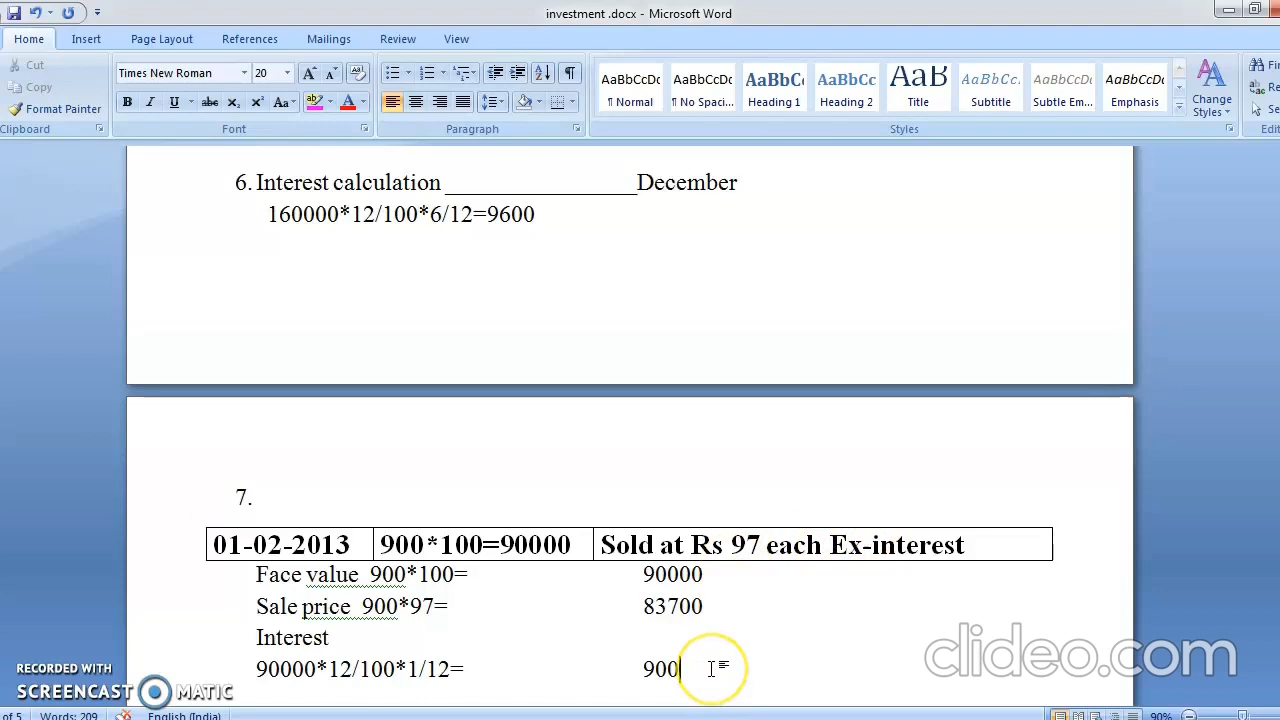 investment .docx - Microsoft Word
Home Insert Page Layout References Mailings Review View
Cut
Copy
Format Painter
Clipboard
Times New Roman 20
Font
Paragraph
AaBbCcDc AaBbCcDc AaBbCc AaBbCc AaB AaBbCc. AaBbCcDc AaBbCcDc
¶ Normal ¶ No Spaci... Heading 1 Heading 2 Title Subtitle Subtle Em... Emphasis
Change Styles
Styles
6. Interest calculation ________________December
160000*12/100*6/12=9600
7.
01-02-2013 900*100=90000 Sold at Rs 97 each Ex-interest
Face value 900*100= 90000
Sale price 900*97= 83700
Interest
90000*12/100*1/12= 900
clideo.com
RECORDED WITH
SCREENCAST MATIC
of 5 Words: 209 English (India) 90%